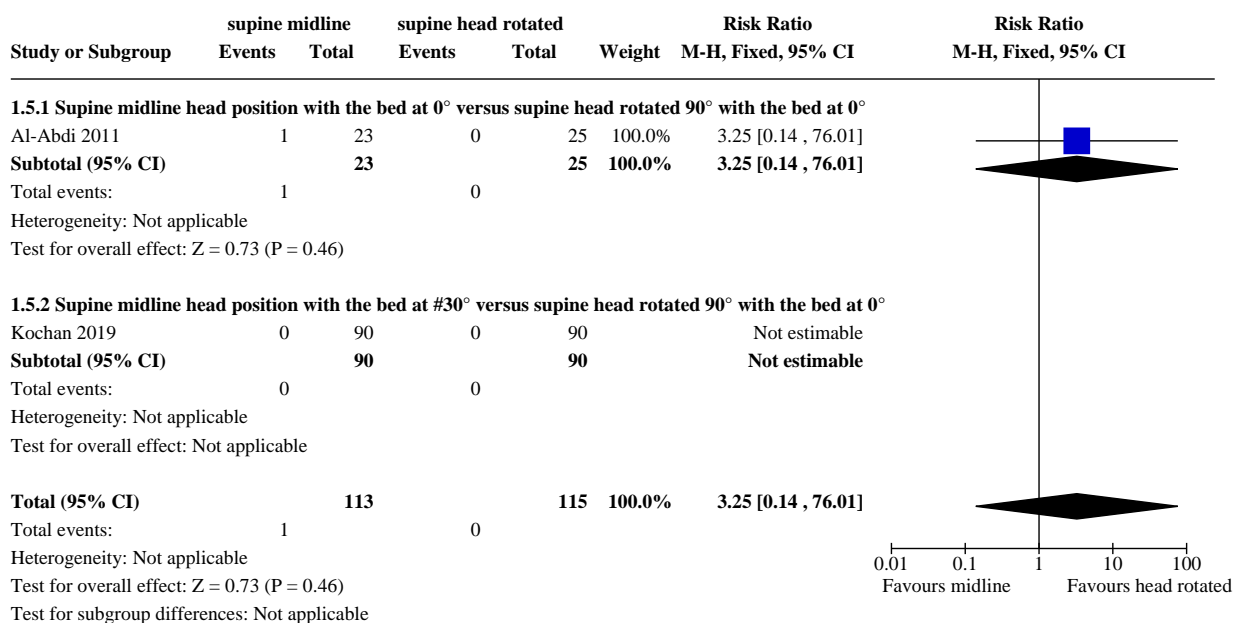 supine midline supine head rotated Risk Ratio Risk Ratio
Study or Subgroup Events Total Events Total Weight M-H, Fixed, 95% CI M-H, Fixed, 95% CI
1.5.1 Supine midline head position with the bed at 0° versus supine head rotated 90° with the bed at 0°
Al-Abdi 2011 1 23 0 25 100.0% 3.25 [0.14 , 76.01]
Subtotal (95% CI) 23 25 100.0% 3.25 [0.14 , 76.01]
Total events: 1 0
Heterogeneity: Not applicable
Test for overall effect: Z = 0.73 (P = 0.46)
1.5.2 Supine midline head position with the bed at #30° versus supine head rotated 90° with the bed at 0°
Kochan 2019 0 90 0 90 Not estimable
Subtotal (95% CI) 90 90 Not estimable
Total events: 0 0
Heterogeneity: Not applicable
Test for overall effect: Not applicable
Total (95% CI) 113 115 100.0% 3.25 [0.14 , 76.01]
Total events: 1 0
Heterogeneity: Not applicable
0.01 0.1 1 10 100
Test for overall effect: Z = 0.73 (P = 0.46)
Favours midline Favours head rotated
Test for subgroup differences: Not applicable